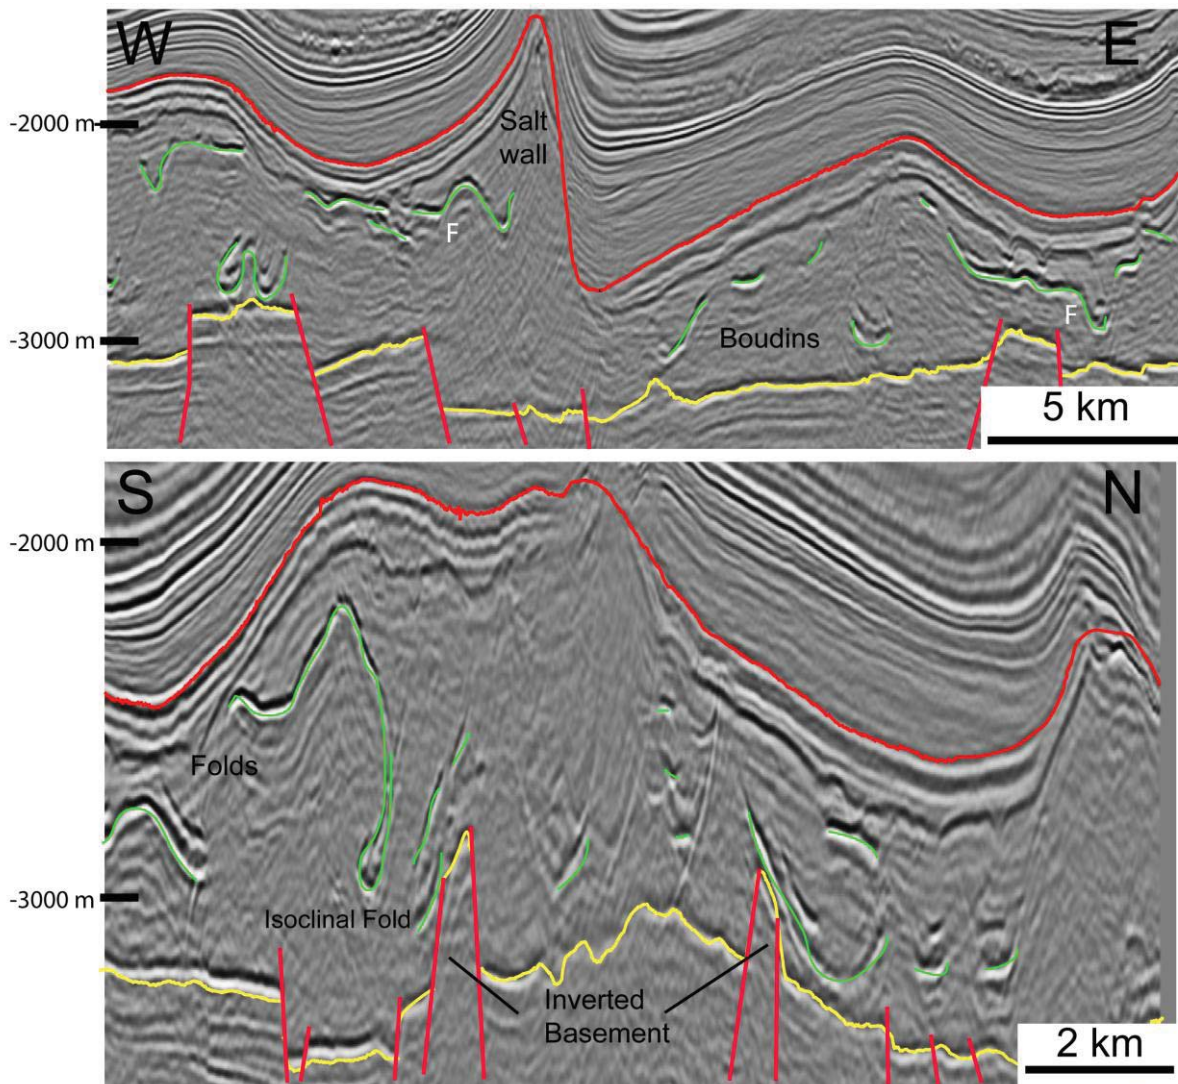 W
E
-2000 m
Salt
wall
F
F
-3000 m
Boudins
5 km
S
N
-2000 m
Folds
-3000 m
Isoclinal Fold
Inverted
Basement
2 km